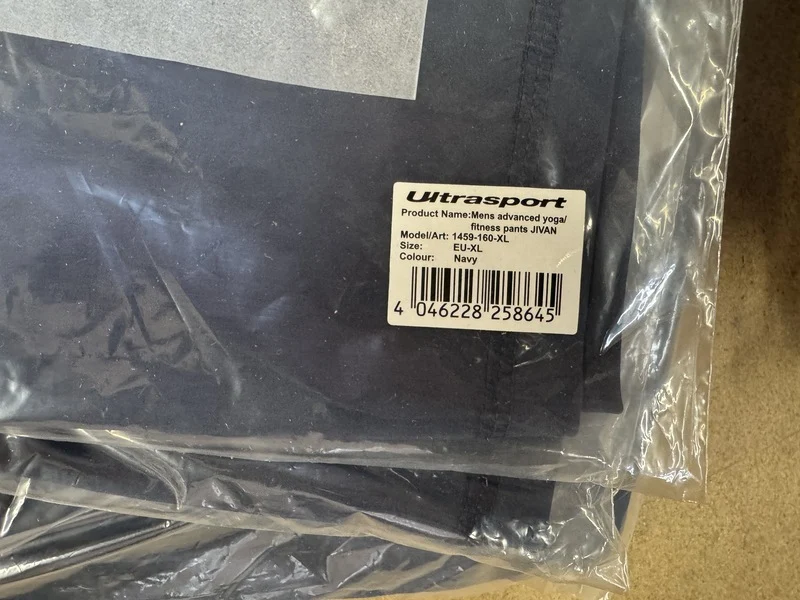 Ultrasport
Product Name:Mens advanced yoga/
fitness pants JIVAN
Model/Art: 1459-160-XL
Size: EU-XL
Colour: Navy
4 046228 258645